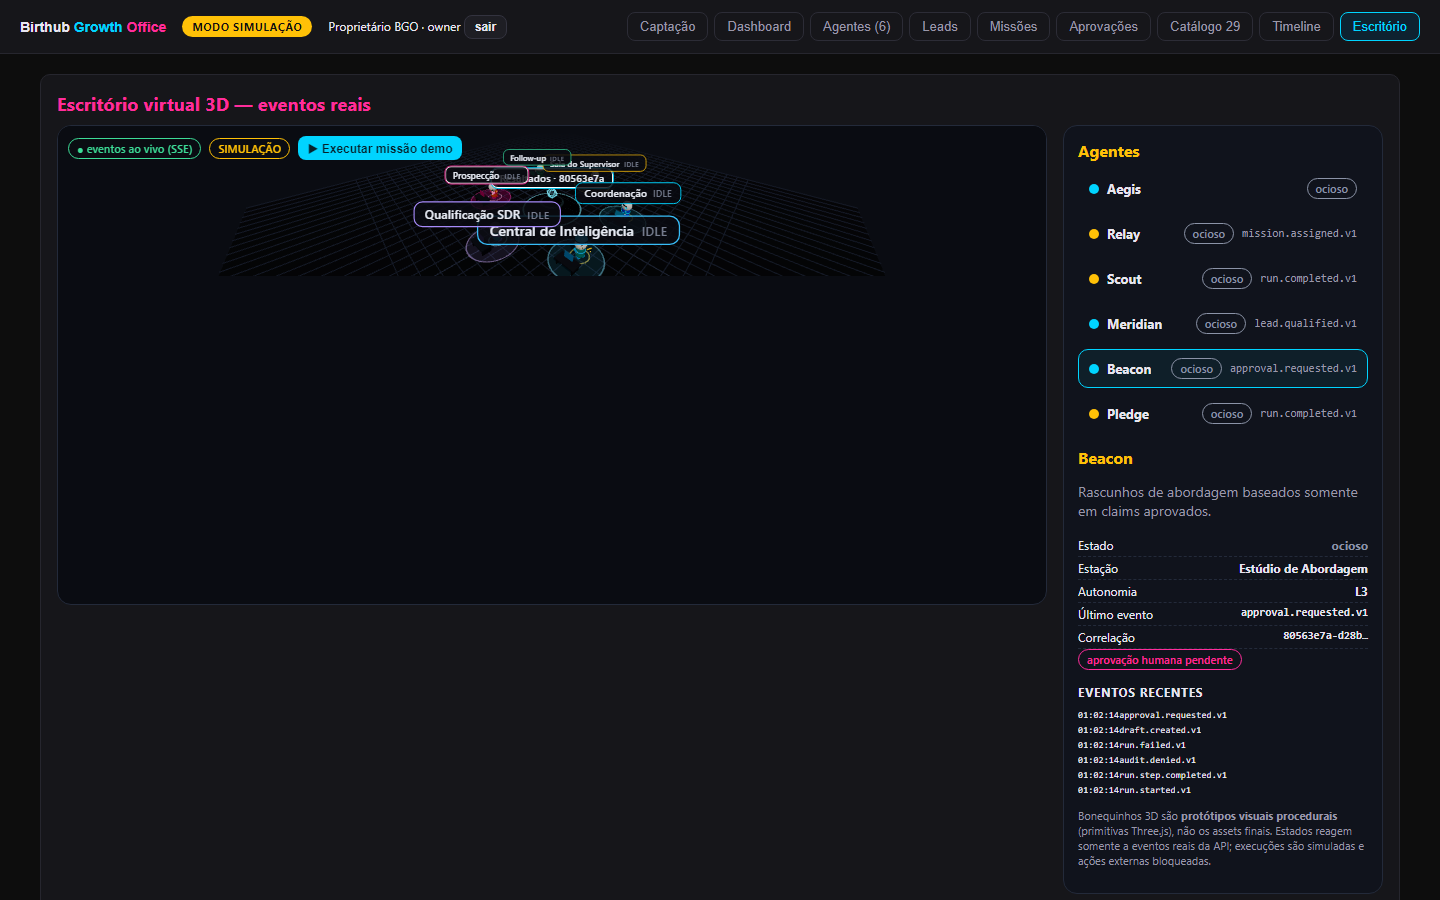 Birthub Growth Office MODO SIMULAÇÃO Proprietário BGO · owner sair Captação Dashboard Agentes (6) Leads Missões Aprovações Catálogo 29 Timeline Escritório
Escritório virtual 3D — eventos reais
● eventos ao vivo (SSE) SIMULAÇÃO ▶ Executar missão demo
Follow-up IDLE
do Supervisor IDLE
Prospecção IDLE
ados · 80563e7a
Coordenação IDLE
Qualificação SDR IDLE
Central de Inteligência IDLE
Agentes
Aegis ocioso
Relay ocioso mission.assigned.v1
Scout ocioso run.completed.v1
Meridian ocioso lead.qualified.v1
Beacon ocioso approval.requested.v1
Pledge ocioso run.completed.v1
Beacon
Rascunhos de abordagem baseados somente
em claims aprovados.
Estado ocioso
Estação Estúdio de Abordagem
Autonomia L3
Último evento approval.requested.v1
Correlação 80563e7a-d28b…
aprovação humana pendente
EVENTOS RECENTES
01:02:14approval.requested.v1
01:02:14draft.created.v1
01:02:14run.failed.v1
01:02:14audit.denied.v1
01:02:14run.step.completed.v1
01:02:14run.started.v1
Bonequinhos 3D são protótipos visuais procedurais
(primitivas Three.js), não os assets finais. Estados reagem
somente a eventos reais da API; execuções são simuladas e
ações externas bloqueadas.